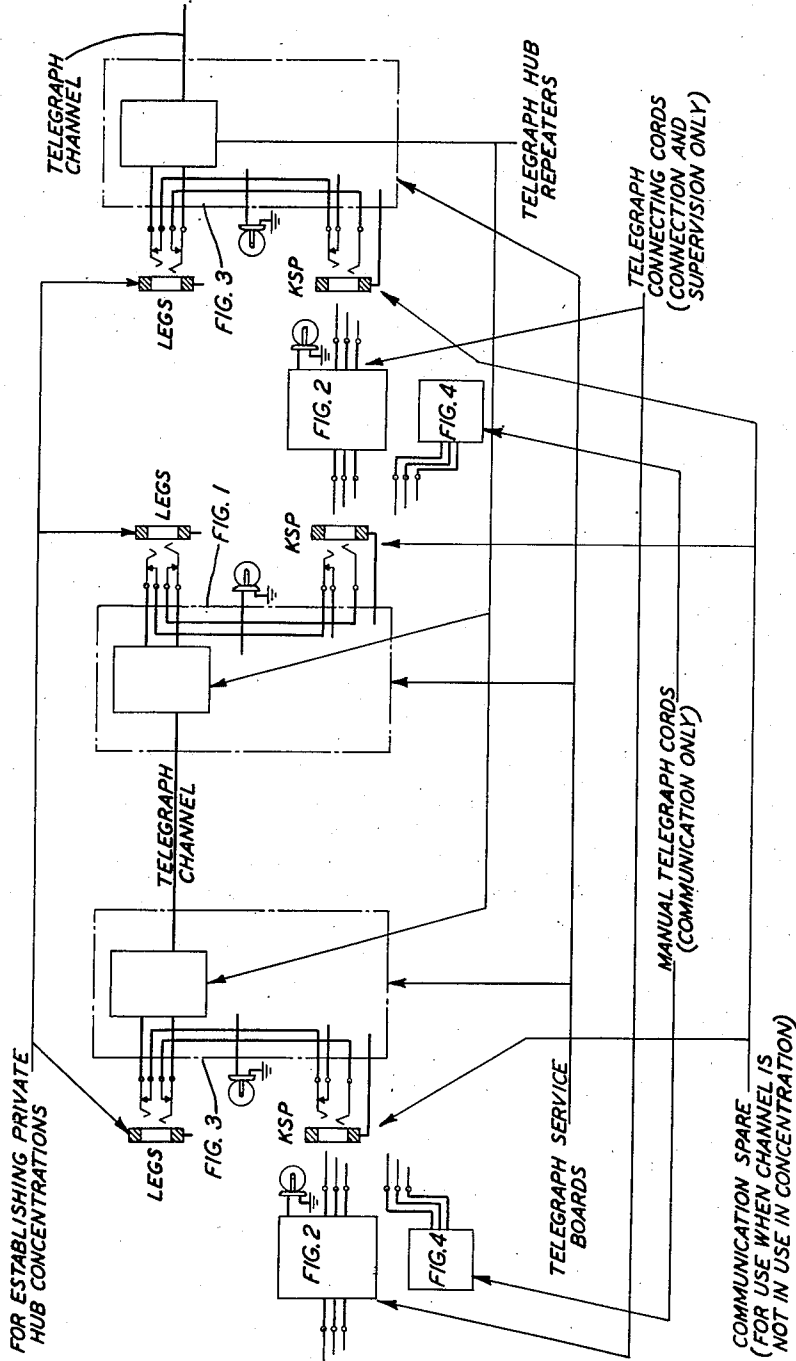 FOR ESTABLISHING PRIVATE
HUB CONCENTRATIONS
TELEGRAPH
CHANNEL
LEGS
FIG. 3
TELEGRAPH
CHANNEL
LEGS
FIG. 1
LEGS
FIG. 3
KSP
KSP
KSP
FIG. 2
FIG. 2
FIG. 4
FIG. 4
TELEGRAPH HUB
REPEATERS
TELEGRAPH SERVICE
BOARDS
TELEGRAPH
CONNECTING CORDS
(CONNECTION AND
SUPERVISION ONLY)
MANUAL TELEGRAPH CORDS
(COMMUNICATION ONLY)
COMMUNICATION SPARE
(FOR USE WHEN CHANNEL IS
NOT IN USE IN CONCENTRATION)